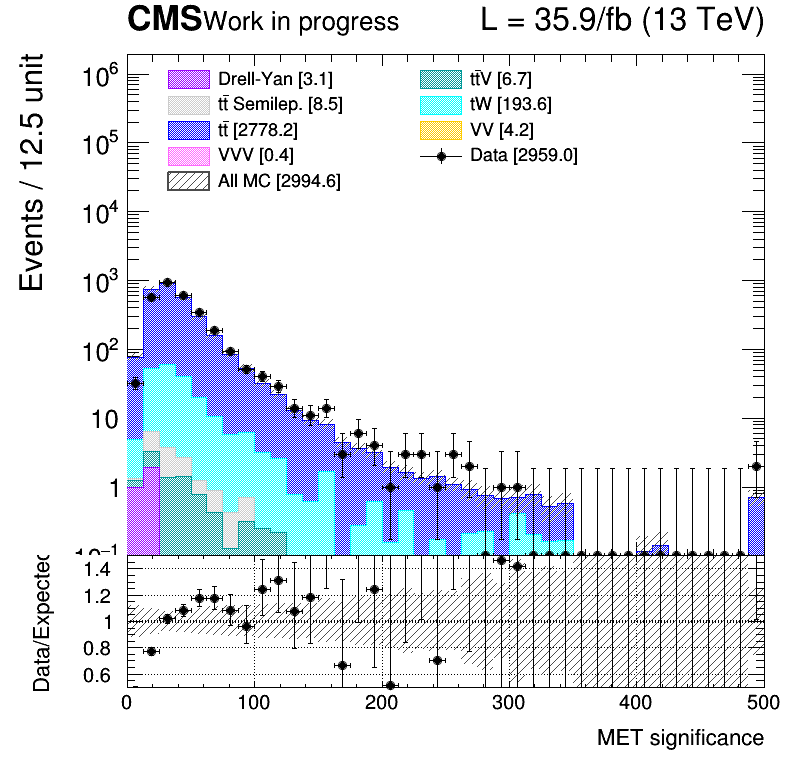 CMS Work in progress L = 35.9/fb (13 TeV)
Events / 12.5 unit
10⁶
10⁵
10⁴
10³
10²
10
1
10⁻¹
Drell-Yan [3.1]
tt̄ Semilep. [8.5]
tt̄ [2778.2]
VVV [0.4]
All MC [2994.6]
tt̄V [6.7]
tW [193.6]
VV [4.2]
Data [2959.0]
Data/Expected
1.4
1.2
1
0.8
0.6
0 100 200 300 400 500
MET significance